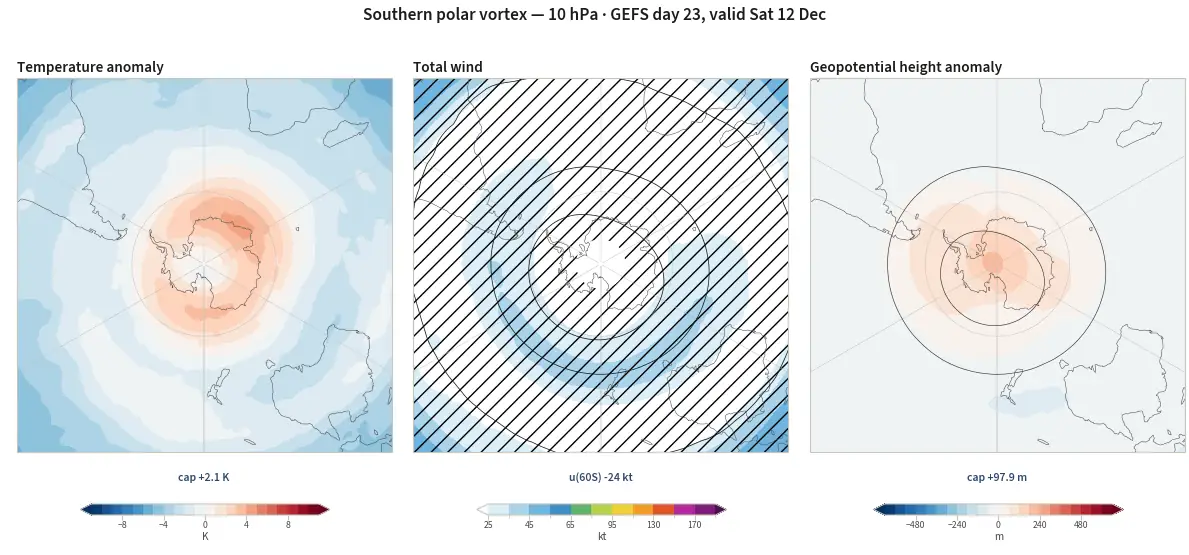 Southern polar vortex — 10 hPa · GEFS day 23, valid Sat 12 Dec
Temperature anomaly
Total wind
Geopotential height anomaly
cap +2.1 K
u(60S) -24 kt
cap +97.9 m
−8 −4 0 4 8
K
25 45 65 95 130 170
kt
−480 −240 0 240 480
m